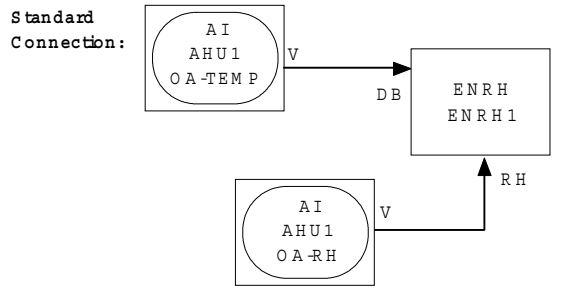 Standard
Connection:
AI
AHU1
OA-TEMP
V
DB
ENRH
ENRH1
RH
AI
AHU1
OA-RH
V